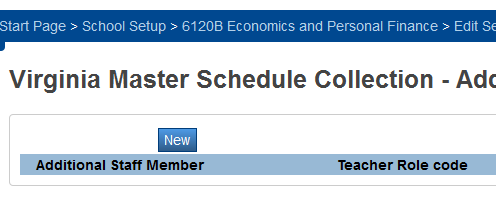 Start Page > School Setup > 6120B Economics and Personal Finance > Edit Se
Virginia Master Schedule Collection - Add
New
Additional Staff Member Teacher Role code